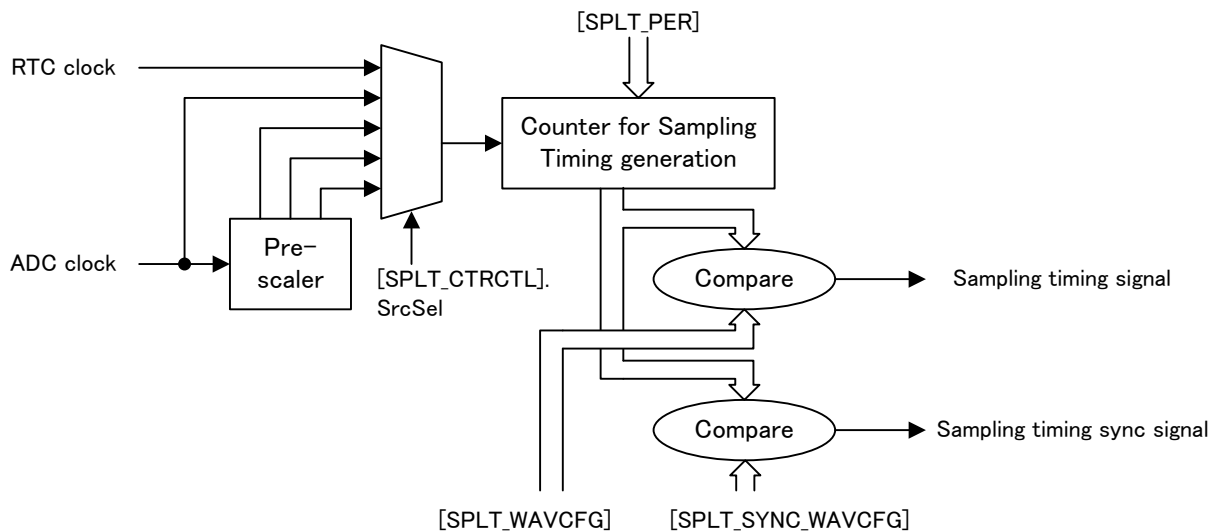 [SPLT_PER]
RTC clock
Counter for Sampling
Timing generation
ADC clock
Pre-
scaler
[SPLT_CTRCTL].
SrcSel
Compare
Sampling timing signal
Compare
Sampling timing sync signal
[SPLT_WAVCFG]
[SPLT_SYNC_WAVCFG]